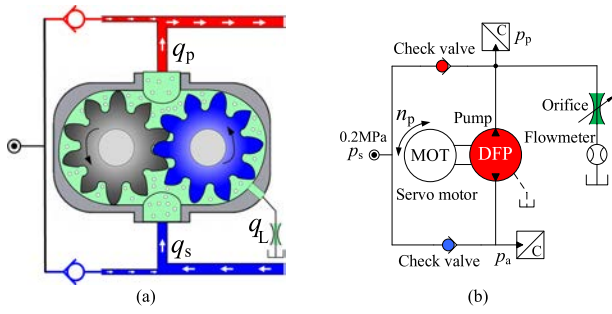 q_p
q_L
q_s
(a)
C
p_p
Check valve
n_p
Pump
Orifice
0.2MPa
p_s
MOT
DFP
Flowmeter
Servo motor
Check valve
p_a
C
(b)